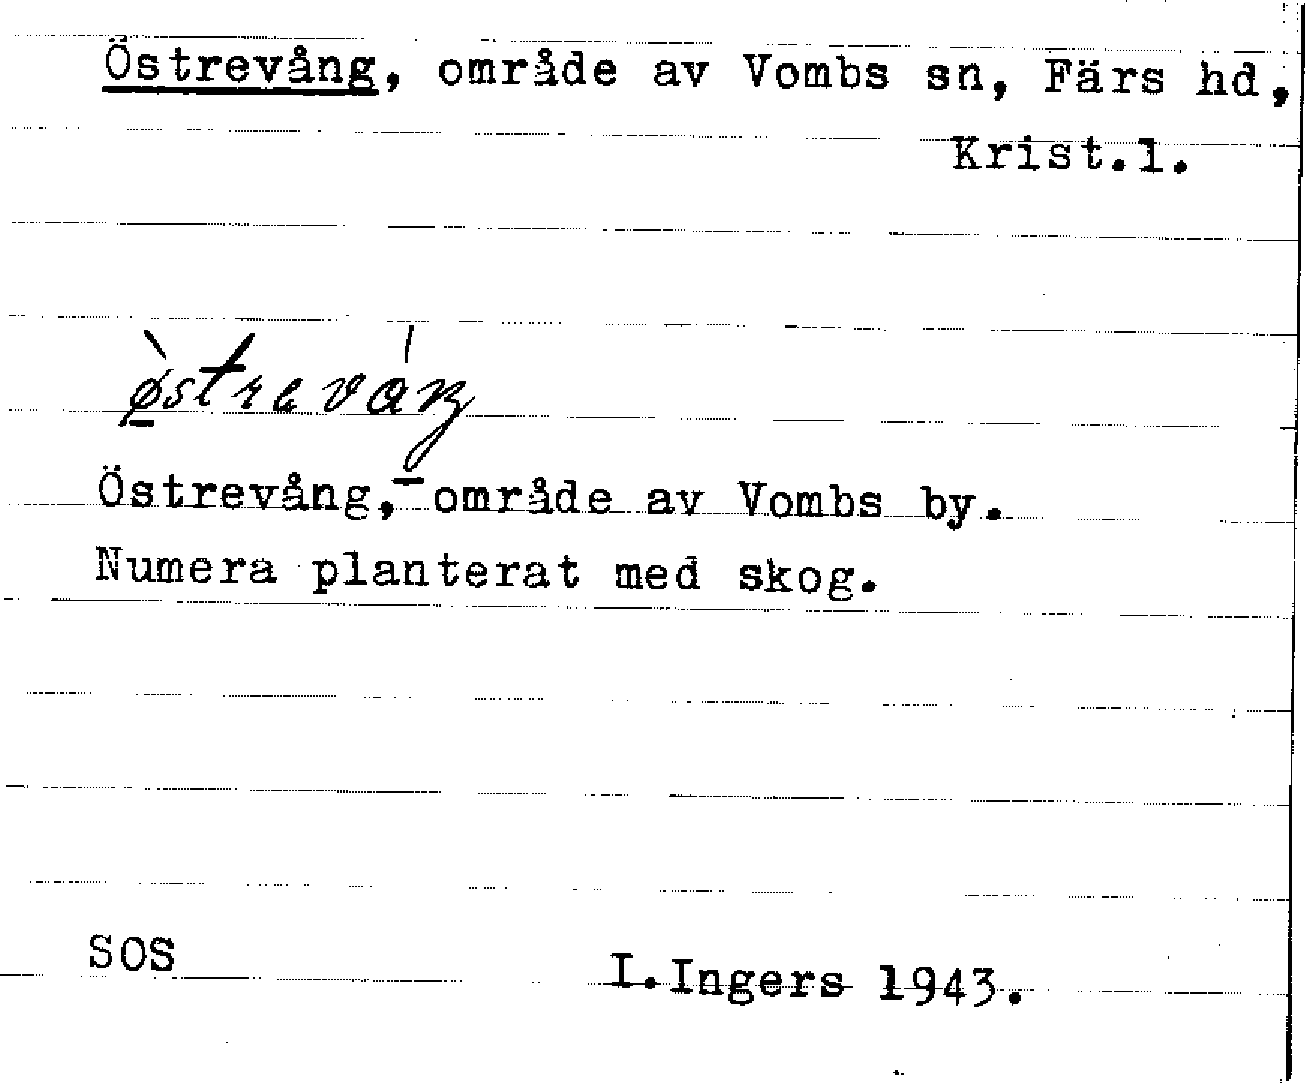 Östrevång, område av Vombs sn, Färs hd,
Krist.l.
østrevaŋ
Östrevång, område av Vombs by.
Numera planterat med skog.
SOS
I.Ingers 1943.